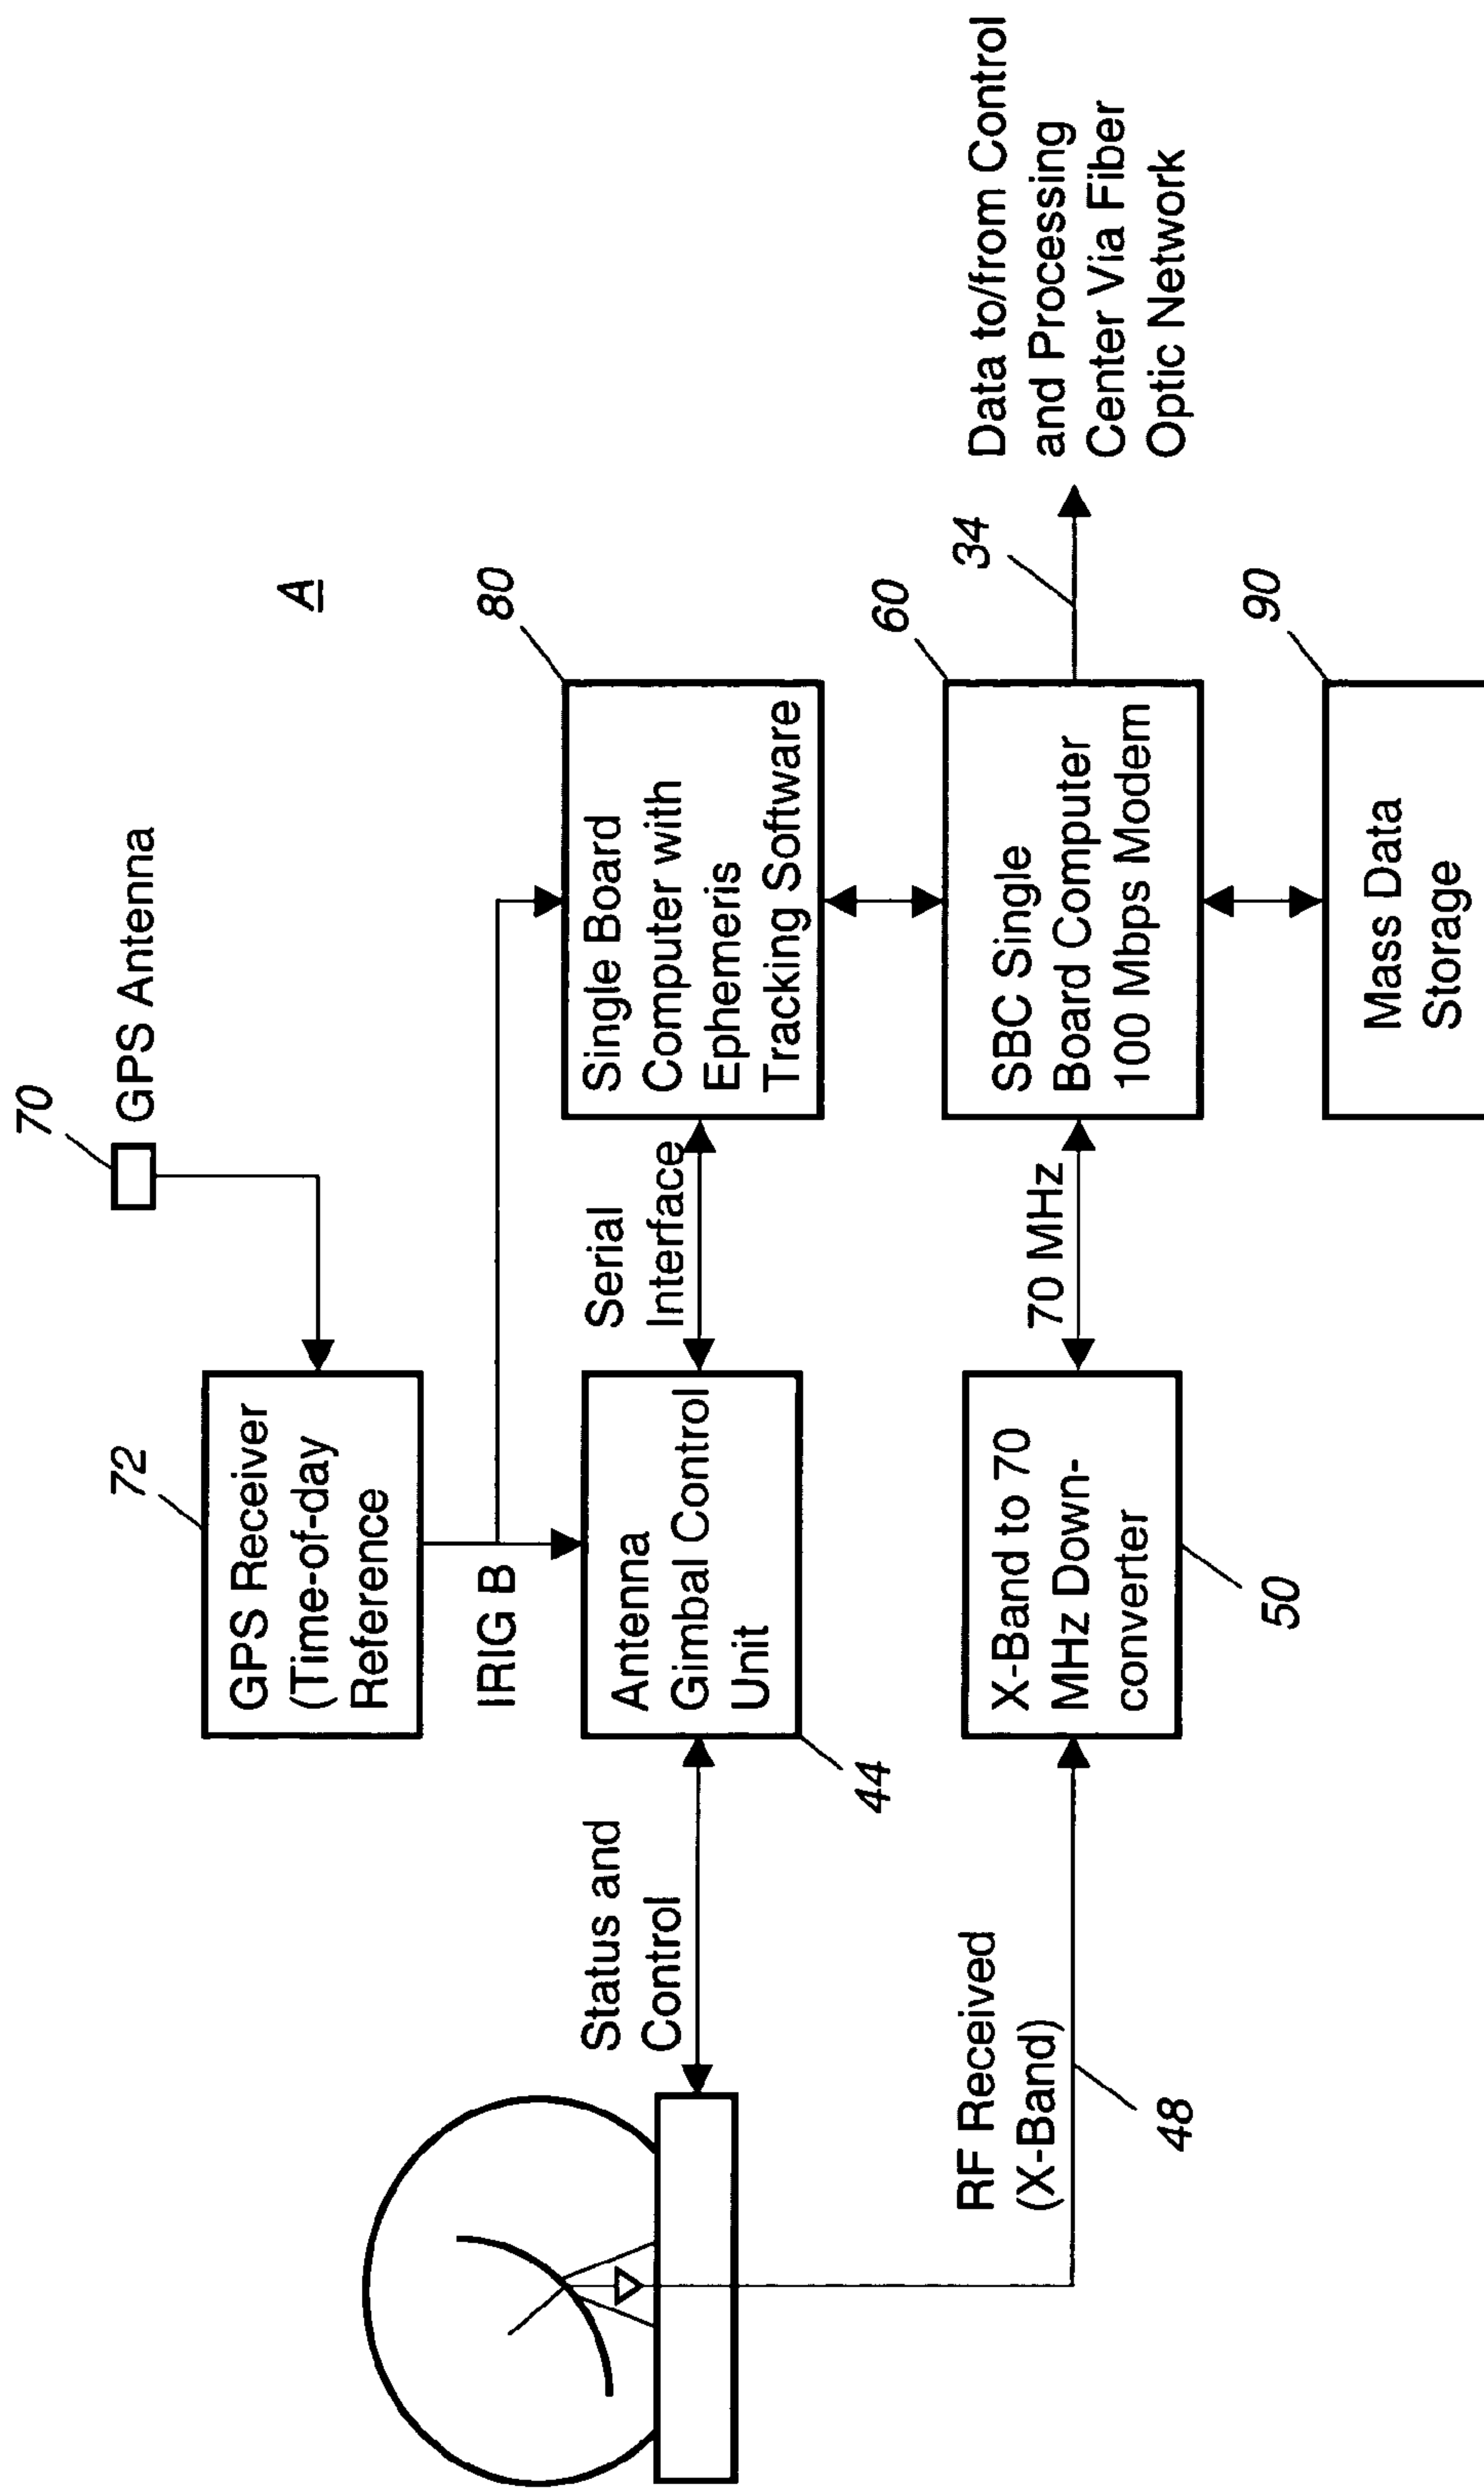 70
GPS Antenna
72
GPS Receiver
(Time-of-day
Reference
A
IRIG B
80
Single Board
Computer with
Ephemeris
Tracking Software
Serial
Interface
Antenna
Gimbal Control
Unit
44
Status and
Control
60
SBC Single
Board Computer
100 Mbps Modem
34
Data to/from Control
and Processing
Center Via Fiber
Optic Network
70 MHz
X-Band to 70
MHz Down-
converter
50
RF Received
(X-Band)
48
90
Mass Data
Storage